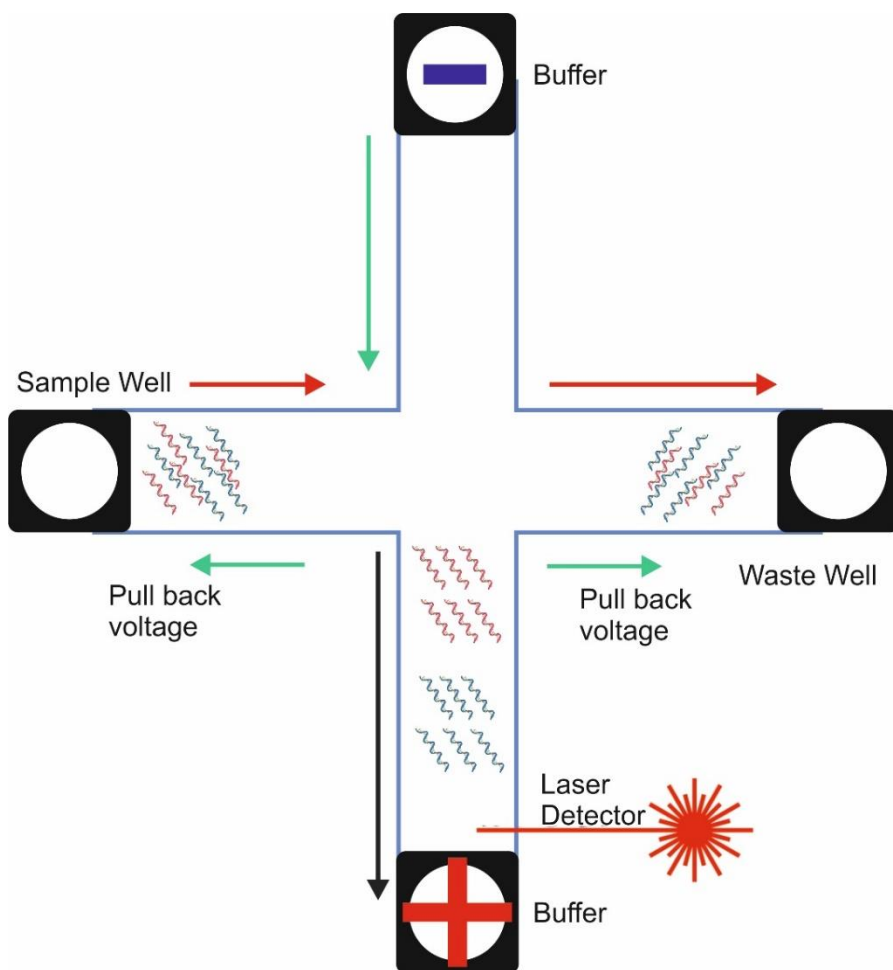 Buffer
Sample Well
Pull back
voltage
Pull back
voltage
Waste Well
Laser
Detector
Buffer